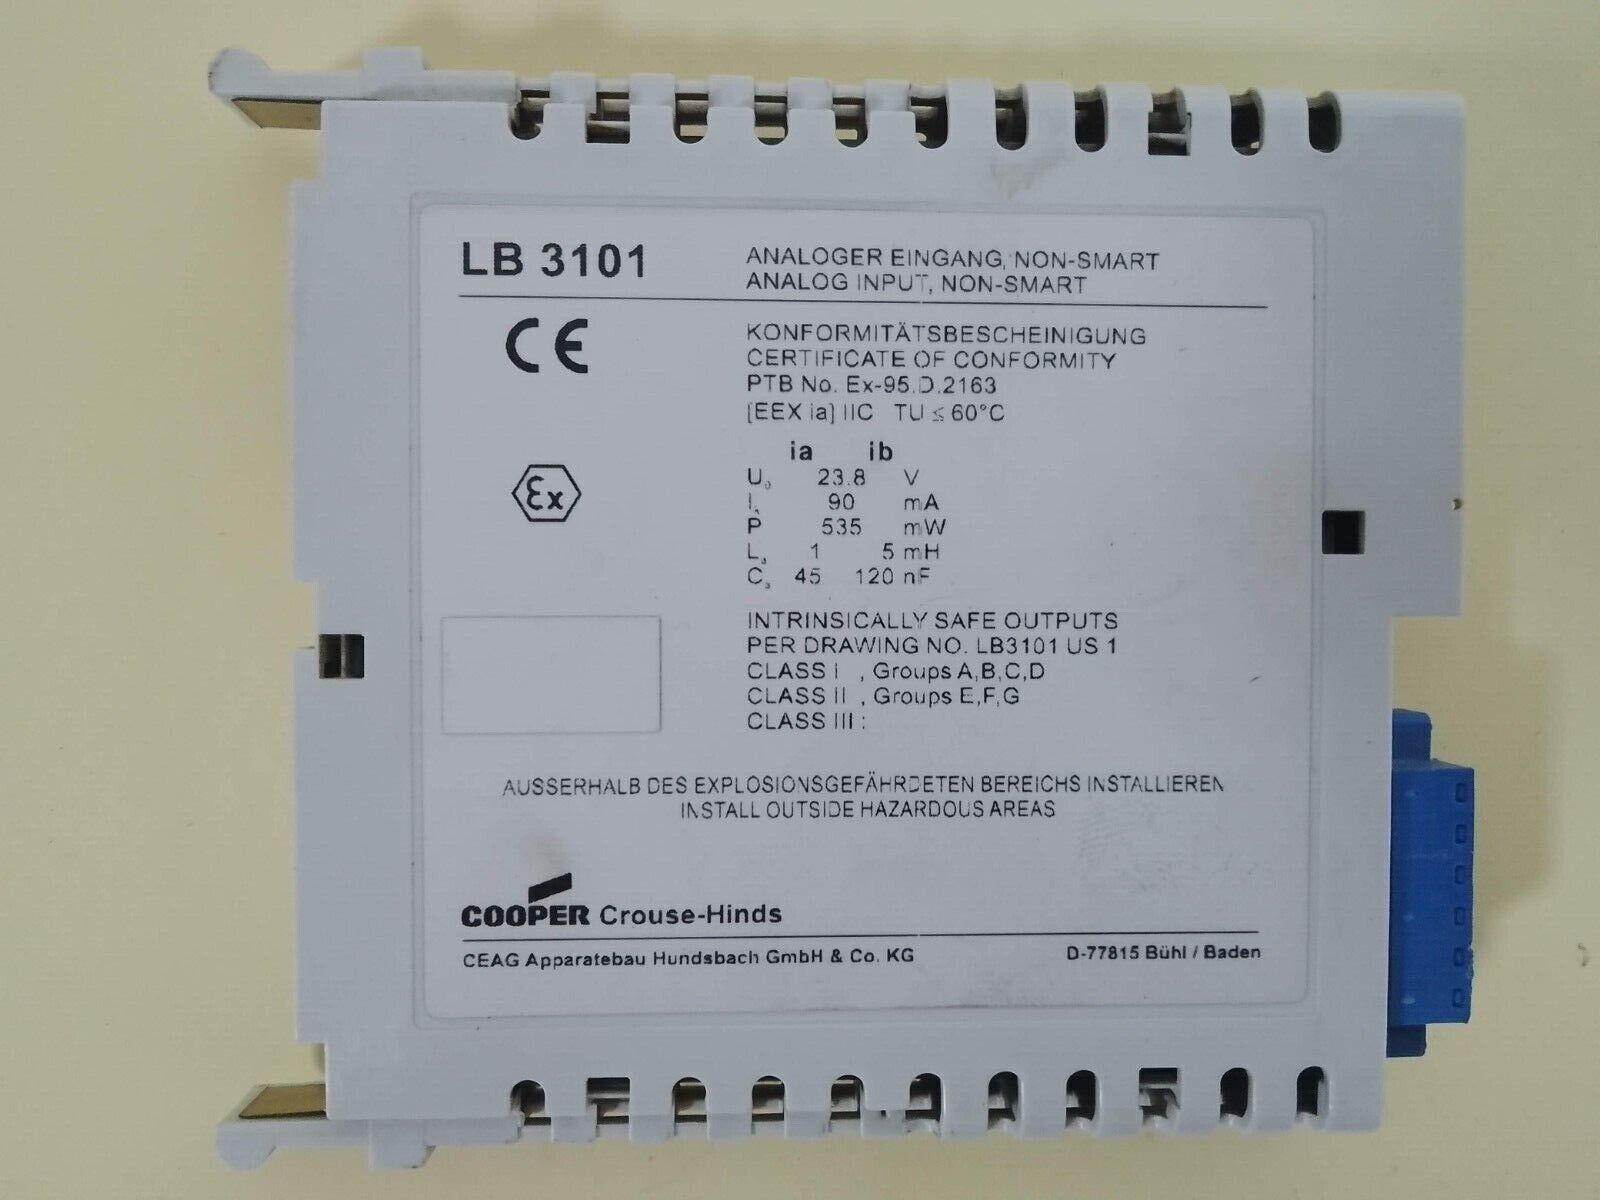 LB 3101
ANALOGER EINGANG, NON-SMART
ANALOG INPUT, NON-SMART
CE
KONFORMITÄTSBESCHEINIGUNG
CERTIFICATE OF CONFORMITY
PTB No. Ex-95.D.2163
[EEX ia] IIC TU ≤ 60°C
ia ib
Ex
U₀ 23.8 V
Iₖ 90 mA
P 535 mW
Lₐ 1 5 mH
Cₐ 45 120 nF
INTRINSICALLY SAFE OUTPUTS
PER DRAWING NO. LB3101 US 1
CLASS I , Groups A,B,C,D
CLASS II , Groups E,F,G
CLASS III :
AUSSERHALB DES EXPLOSIONSGEFÄHRDETEN BEREICHS INSTALLIEREN
INSTALL OUTSIDE HAZARDOUS AREAS
COOPER Crouse-Hinds
CEAG Apparatebau Hundsbach GmbH & Co. KG D-77815 Bühl / Baden